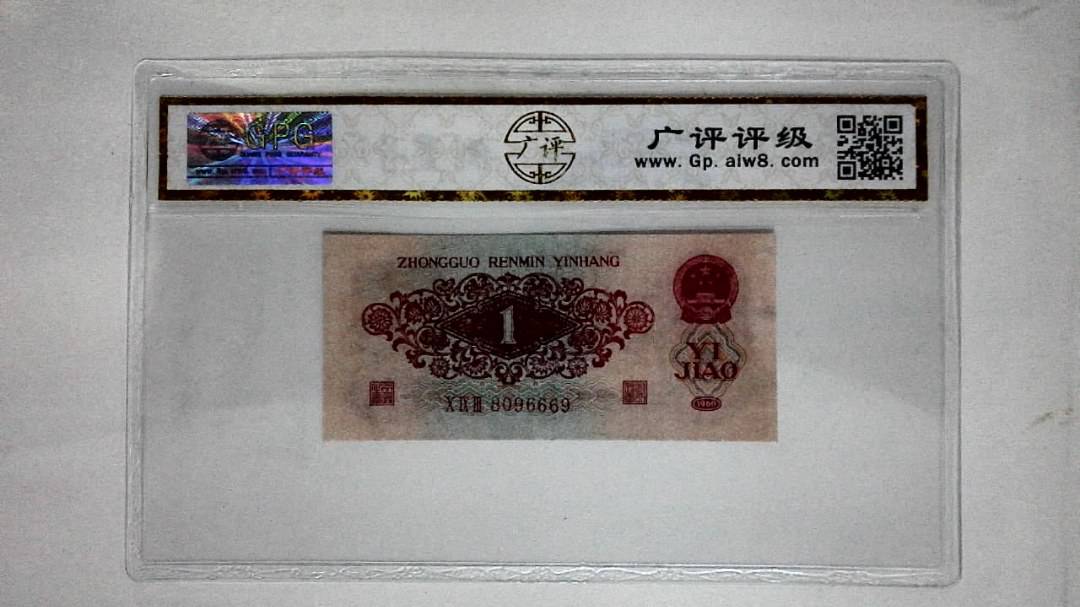 GPG
广评
广评评级
www. Gp. aiw8. com
ZHONGGUO RENMIN YINHANG
1
YI
JIAO
X IX III 8096669
1960